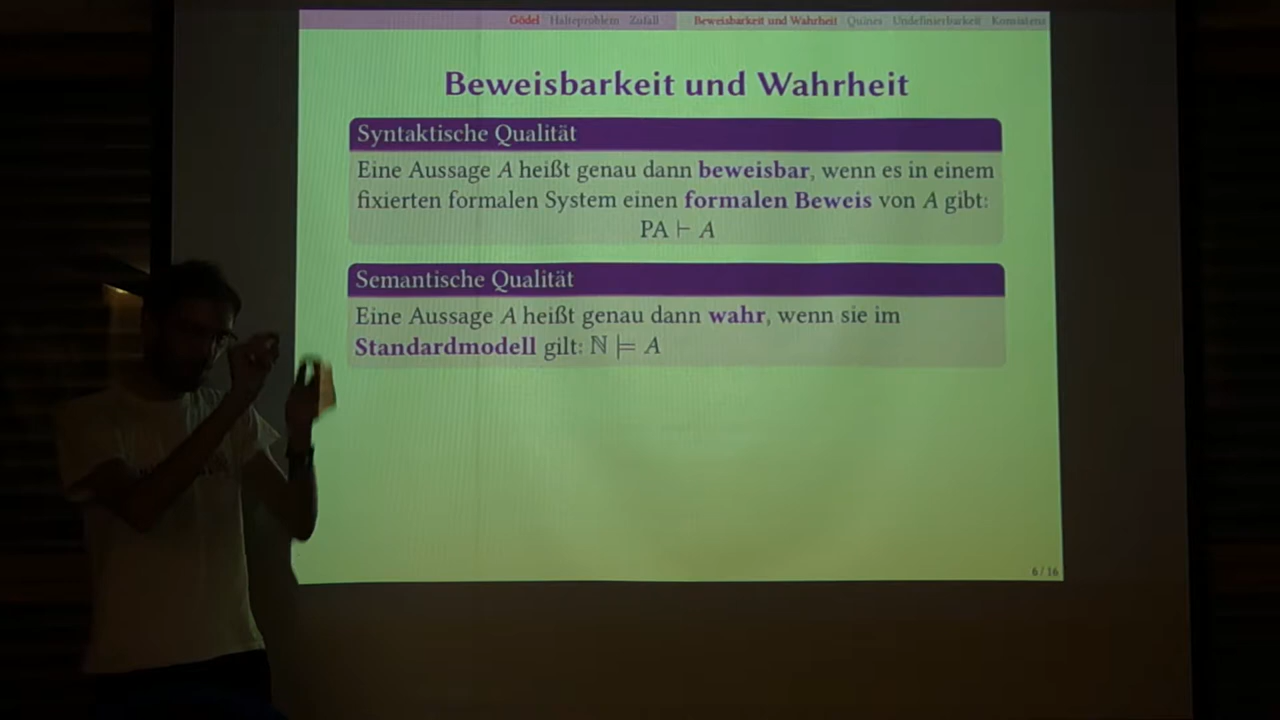 Gödel Halteproblem Zufall Beweisbarkeit und Wahrheit Quines Undefinierbarkeit Konsistenz
Beweisbarkeit und Wahrheit
Syntaktische Qualität
Eine Aussage A heißt genau dann beweisbar, wenn es in einem
fixierten formalen System einen formalen Beweis von A gibt:
PA ⊢ A
Semantische Qualität
Eine Aussage A heißt genau dann wahr, wenn sie im
Standardmodell gilt: ℕ ⊨ A
6 / 16